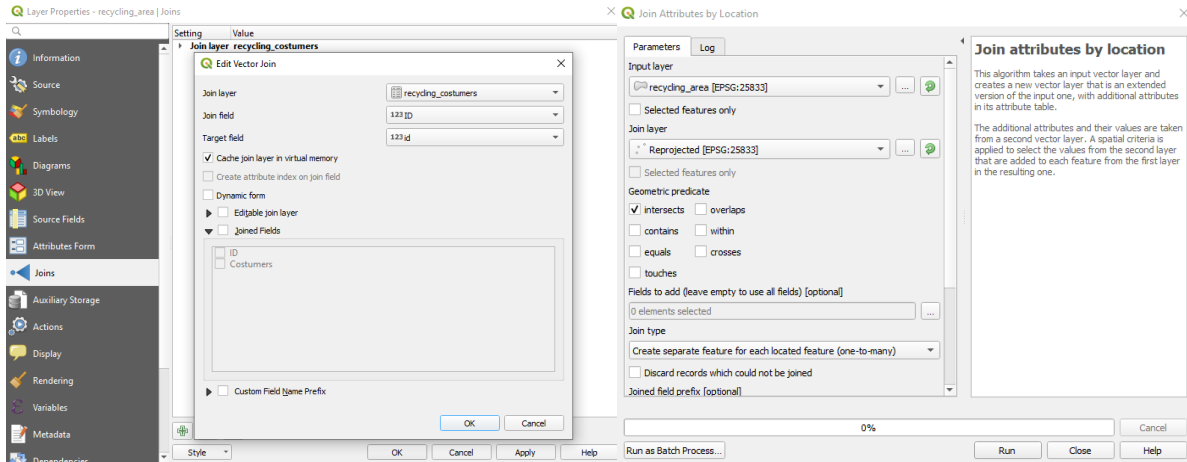 Layer Properties - recycling_area | Joins
Information
Source
Symbology
abc Labels
Diagrams
3D View
Source Fields
Attributes Form
Joins
Auxiliary Storage
Actions
Display
Rendering
Variables
Metadata
Dependencies
Setting Value
Join layer recycling_costumers
Edit Vector Join
Join layer recycling_costumers
Join field 123 ID
Target field 123 id
Cache join layer in virtual memory
Create attribute index on join field
Dynamic form
Editable join layer
Joined Fields
ID
Costumers
Custom Field Name Prefix
OK Cancel
Style OK Cancel Apply Help
Join Attributes by Location
Parameters Log
Input layer
recycling_area [EPSG:25833] ...
Selected features only
Join layer
Reprojected [EPSG:25833] ...
Selected features only
Geometric predicate
intersects overlaps
contains within
equals crosses
touches
Fields to add (leave empty to use all fields) [optional]
0 elements selected ...
Join type
Create separate feature for each located feature (one-to-many)
Discard records which could not be joined
Joined field prefix [optional]
Join attributes by location
This algorithm takes an input vector layer and
creates a new vector layer that is an extended
version of the input one, with additional attributes
in its attribute table.
The additional attributes and their values are taken
from a second vector layer. A spatial criteria is
applied to select the values from the second layer
that are added to each feature from the first layer
in the resulting one.
0% Cancel
Run as Batch Process... Run Close Help